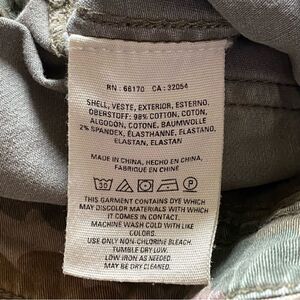 RN: 66170 CA: 32054
SHELL, VESTE, EXTERIOR, ESTERNO,
OBERSTOFF: 98% COTTON, COTON,
ALGODÓN, COTONE, BAUMWOLLE
2% SPANDEX, ÉLASTHANNE, ELASTANO,
ELASTAN, ELASTAN
MADE IN CHINA, HECHO EN CHINA,
FABRIQUÉ EN CHINE
30
THIS GARMENT CONTAINS DYE WHICH
MAY DISCOLOR MATERIALS WITH WHICH
IT COMES IN CONTACT.
MACHINE WASH COLD WITH LIKE
COLORS.
USE ONLY NON-CHLORINE BLEACH.
TUMBLE DRY LOW.
LOW IRON AS NEEDED.
MAY BE DRY CLEANED.